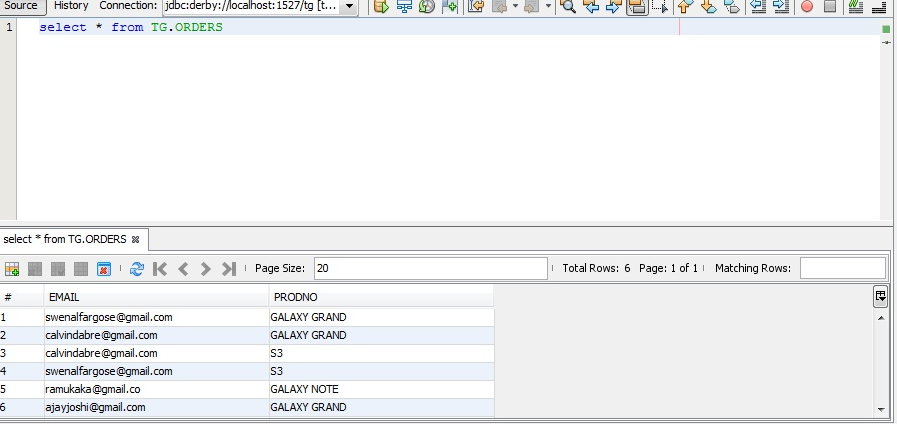 Source History Connection: jdbc:derby://localhost:1527/tg [t...
1 select * from TG.ORDERS
select * from TG.ORDERS
Page Size: 20 Total Rows: 6 Page: 1 of 1 Matching Rows:
# EMAIL PRODNO
1 swenalfargose@gmail.com GALAXY GRAND
2 calvindabre@gmail.com GALAXY GRAND
3 calvindabre@gmail.com S3
4 swenalfargose@gmail.com S3
5 ramukaka@gmail.co GALAXY NOTE
6 ajayjoshi@gmail.com GALAXY GRAND